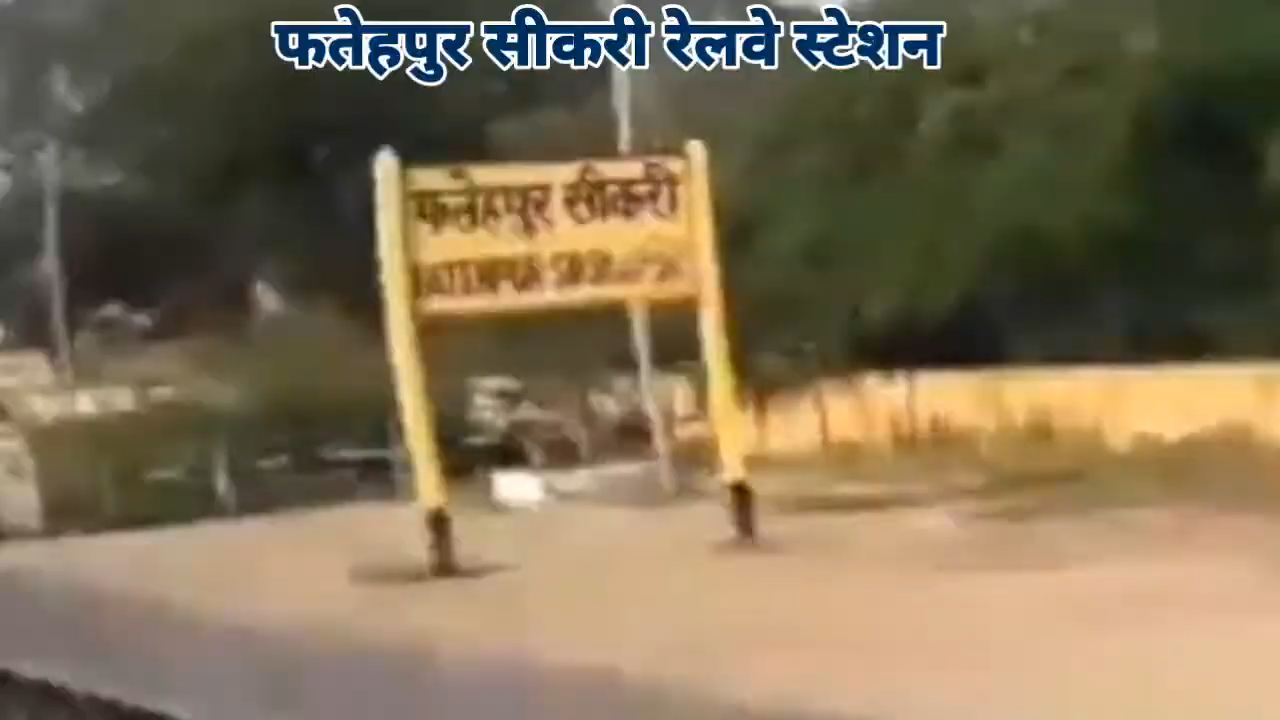 फतेहपुर सीकरी रेलवे स्टेशन
फतेहपुर सीकरी